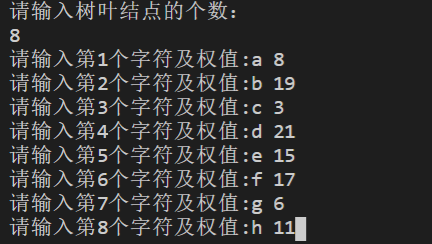 请输入树叶结点的个数：
8
请输入第1个字符及权值:a 8
请输入第2个字符及权值:b 19
请输入第3个字符及权值:c 3
请输入第4个字符及权值:d 21
请输入第5个字符及权值:e 15
请输入第6个字符及权值:f 17
请输入第7个字符及权值:g 6
请输入第8个字符及权值:h 11